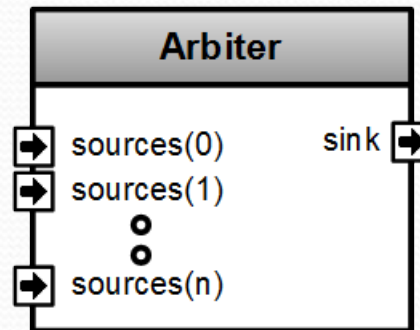 Arbiter
sources(0)
sink
sources(1)
sources(n)